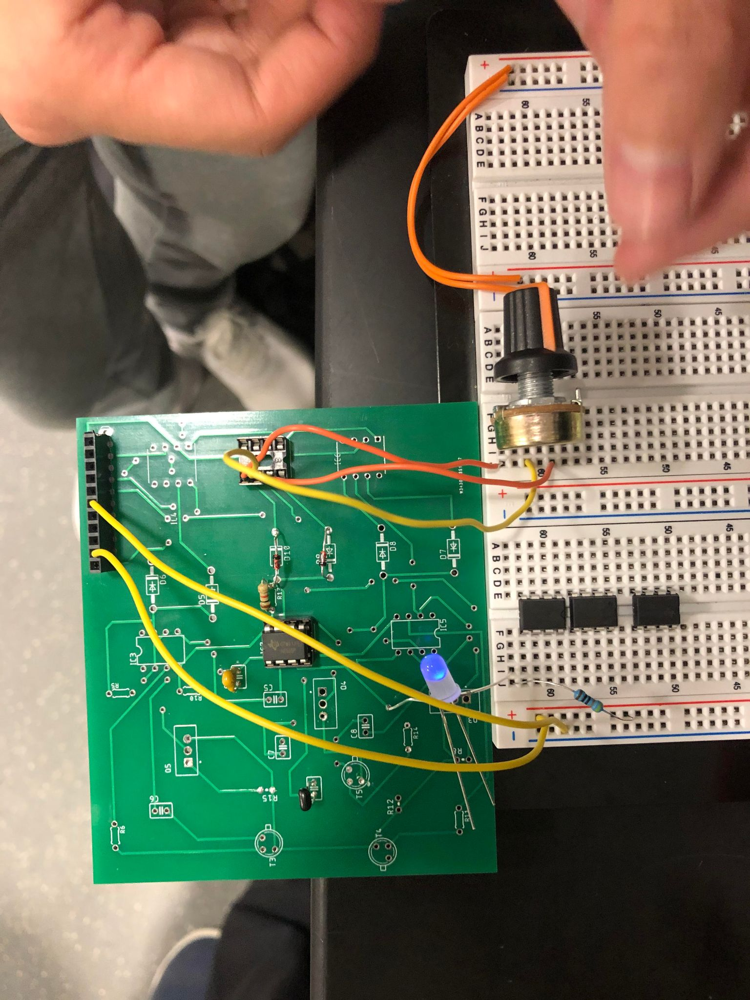 +
60 55
A
B
C
D
E
F
G
H
I
J
60 55 45
+
-
55 50 45
A
B
C
D
E
F
G
H
60 55 50 45
+
-
60 55 50 45
A
B
C
D
E
F
G
H
I
J
60 55 50 45
+
-
IC6
IC4
D10
D8
D7
D6
D5
R13
IC5
IC3
R5
R10
C5
Q4
C8
R14
C7
Q5
R8
T5
R15
R12
R11
C6
R6
T4
T3